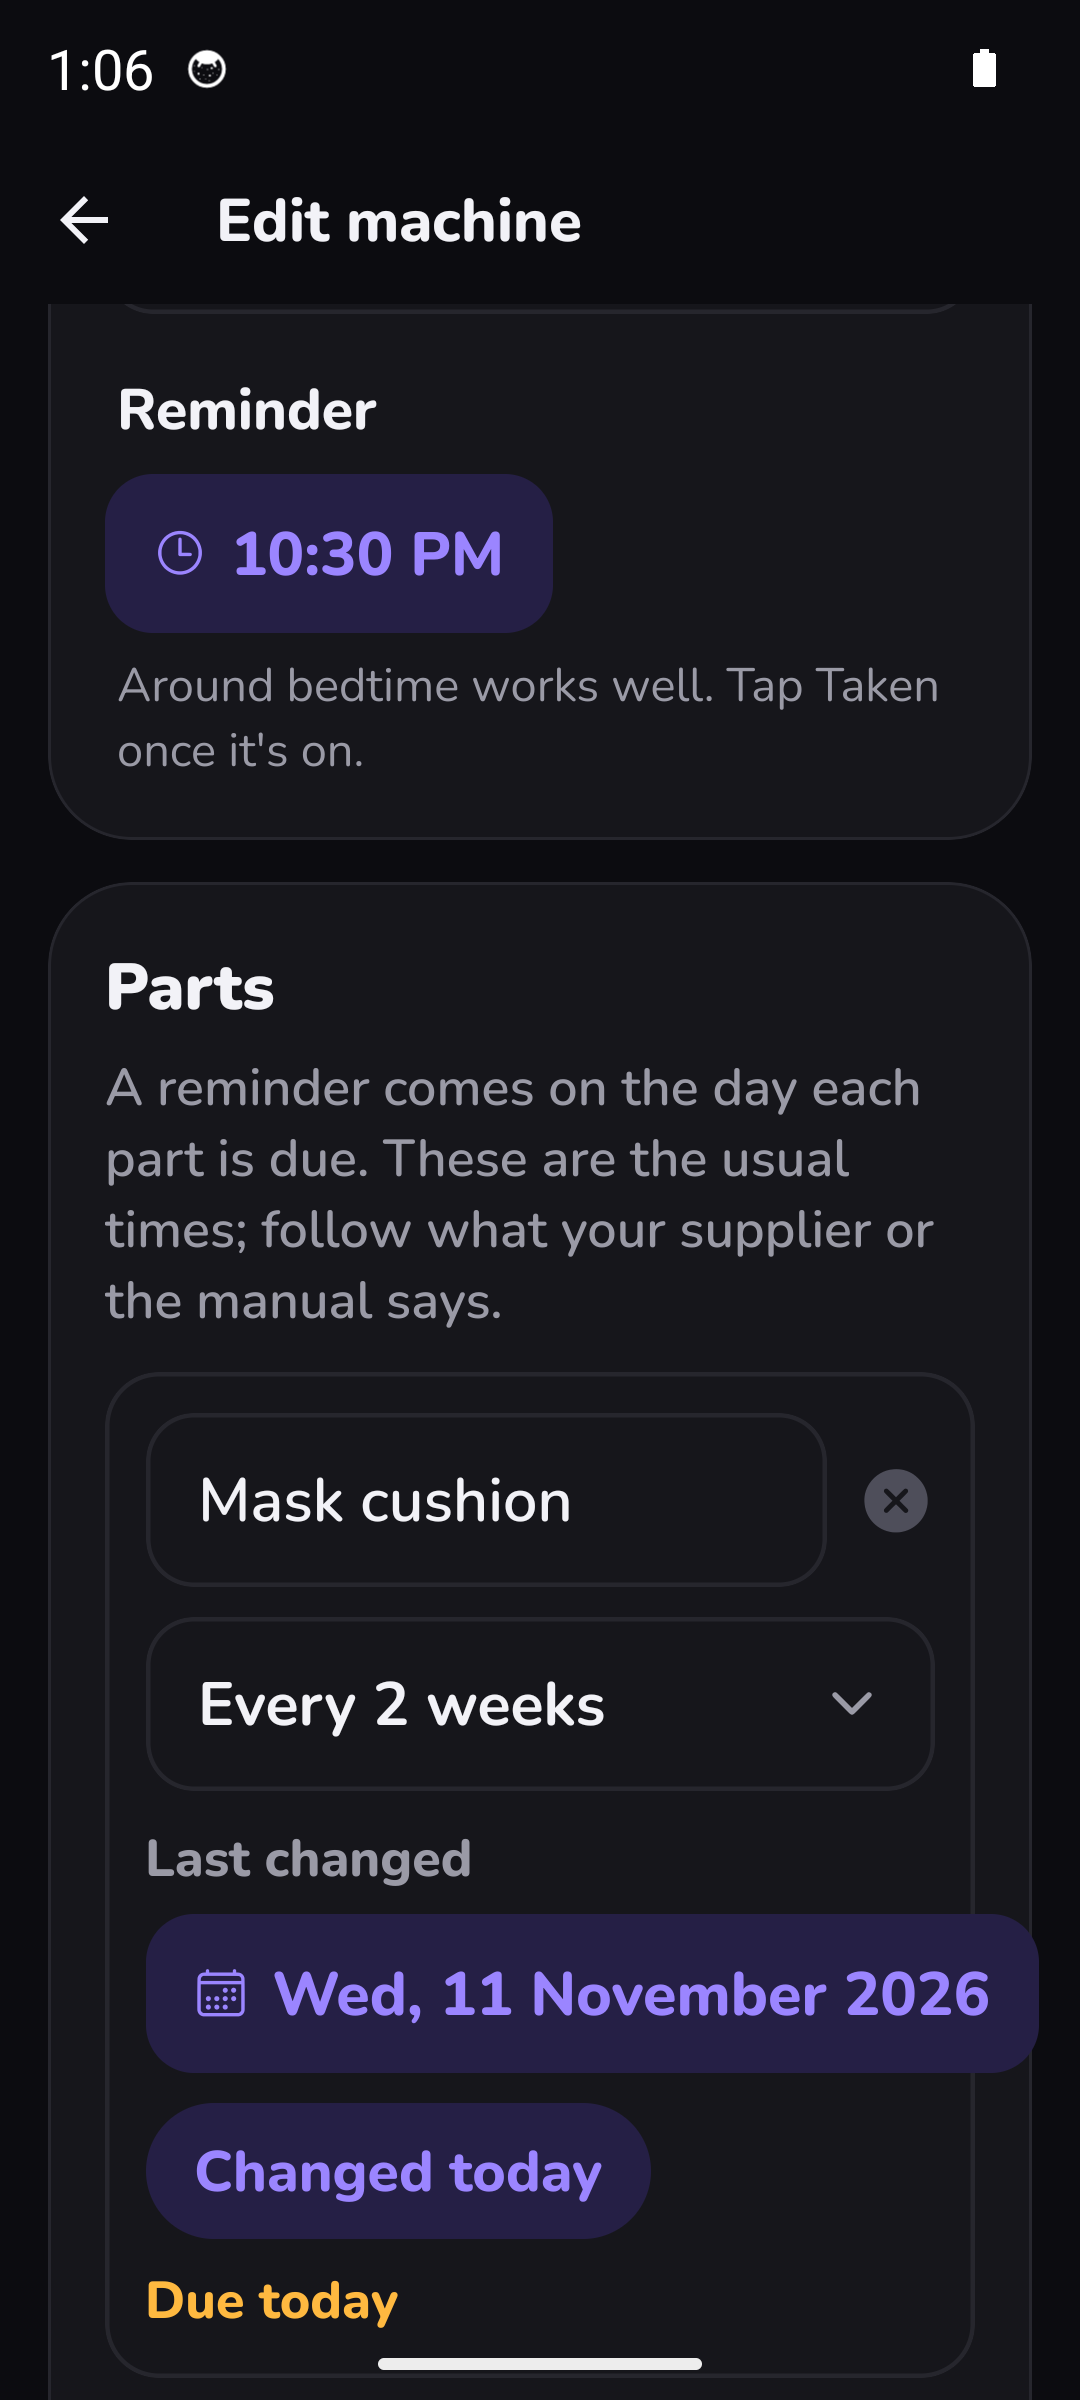 1:06
Edit machine
Reminder
10:30 PM
Around bedtime works well. Tap Taken
once it's on.
Parts
A reminder comes on the day each
part is due. These are the usual
times; follow what your supplier or
the manual says.
Mask cushion
Every 2 weeks
Last changed
Wed, 11 November 2026
Changed today
Due today